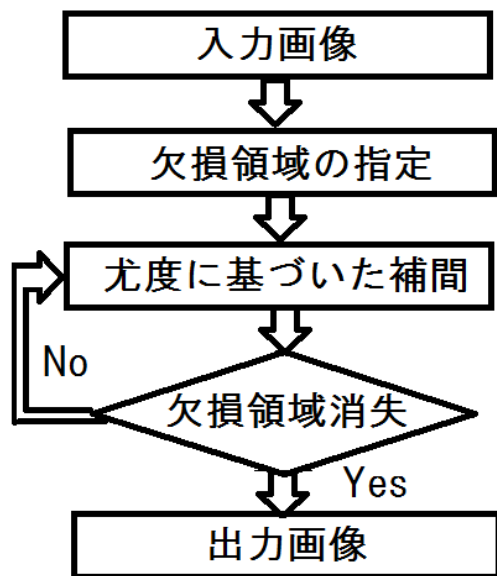 入力画像
欠損領域の指定
尤度に基づいた補間
No
欠損領域消失
Yes
出力画像